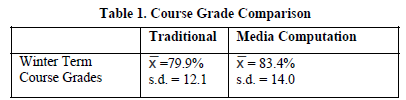 Table 1. Course Grade Comparison
Traditional Media Computation
Winter Term x̅ =79.9% x̅ = 83.4%
Course Grades s.d. = 12.1 s.d. = 14.0